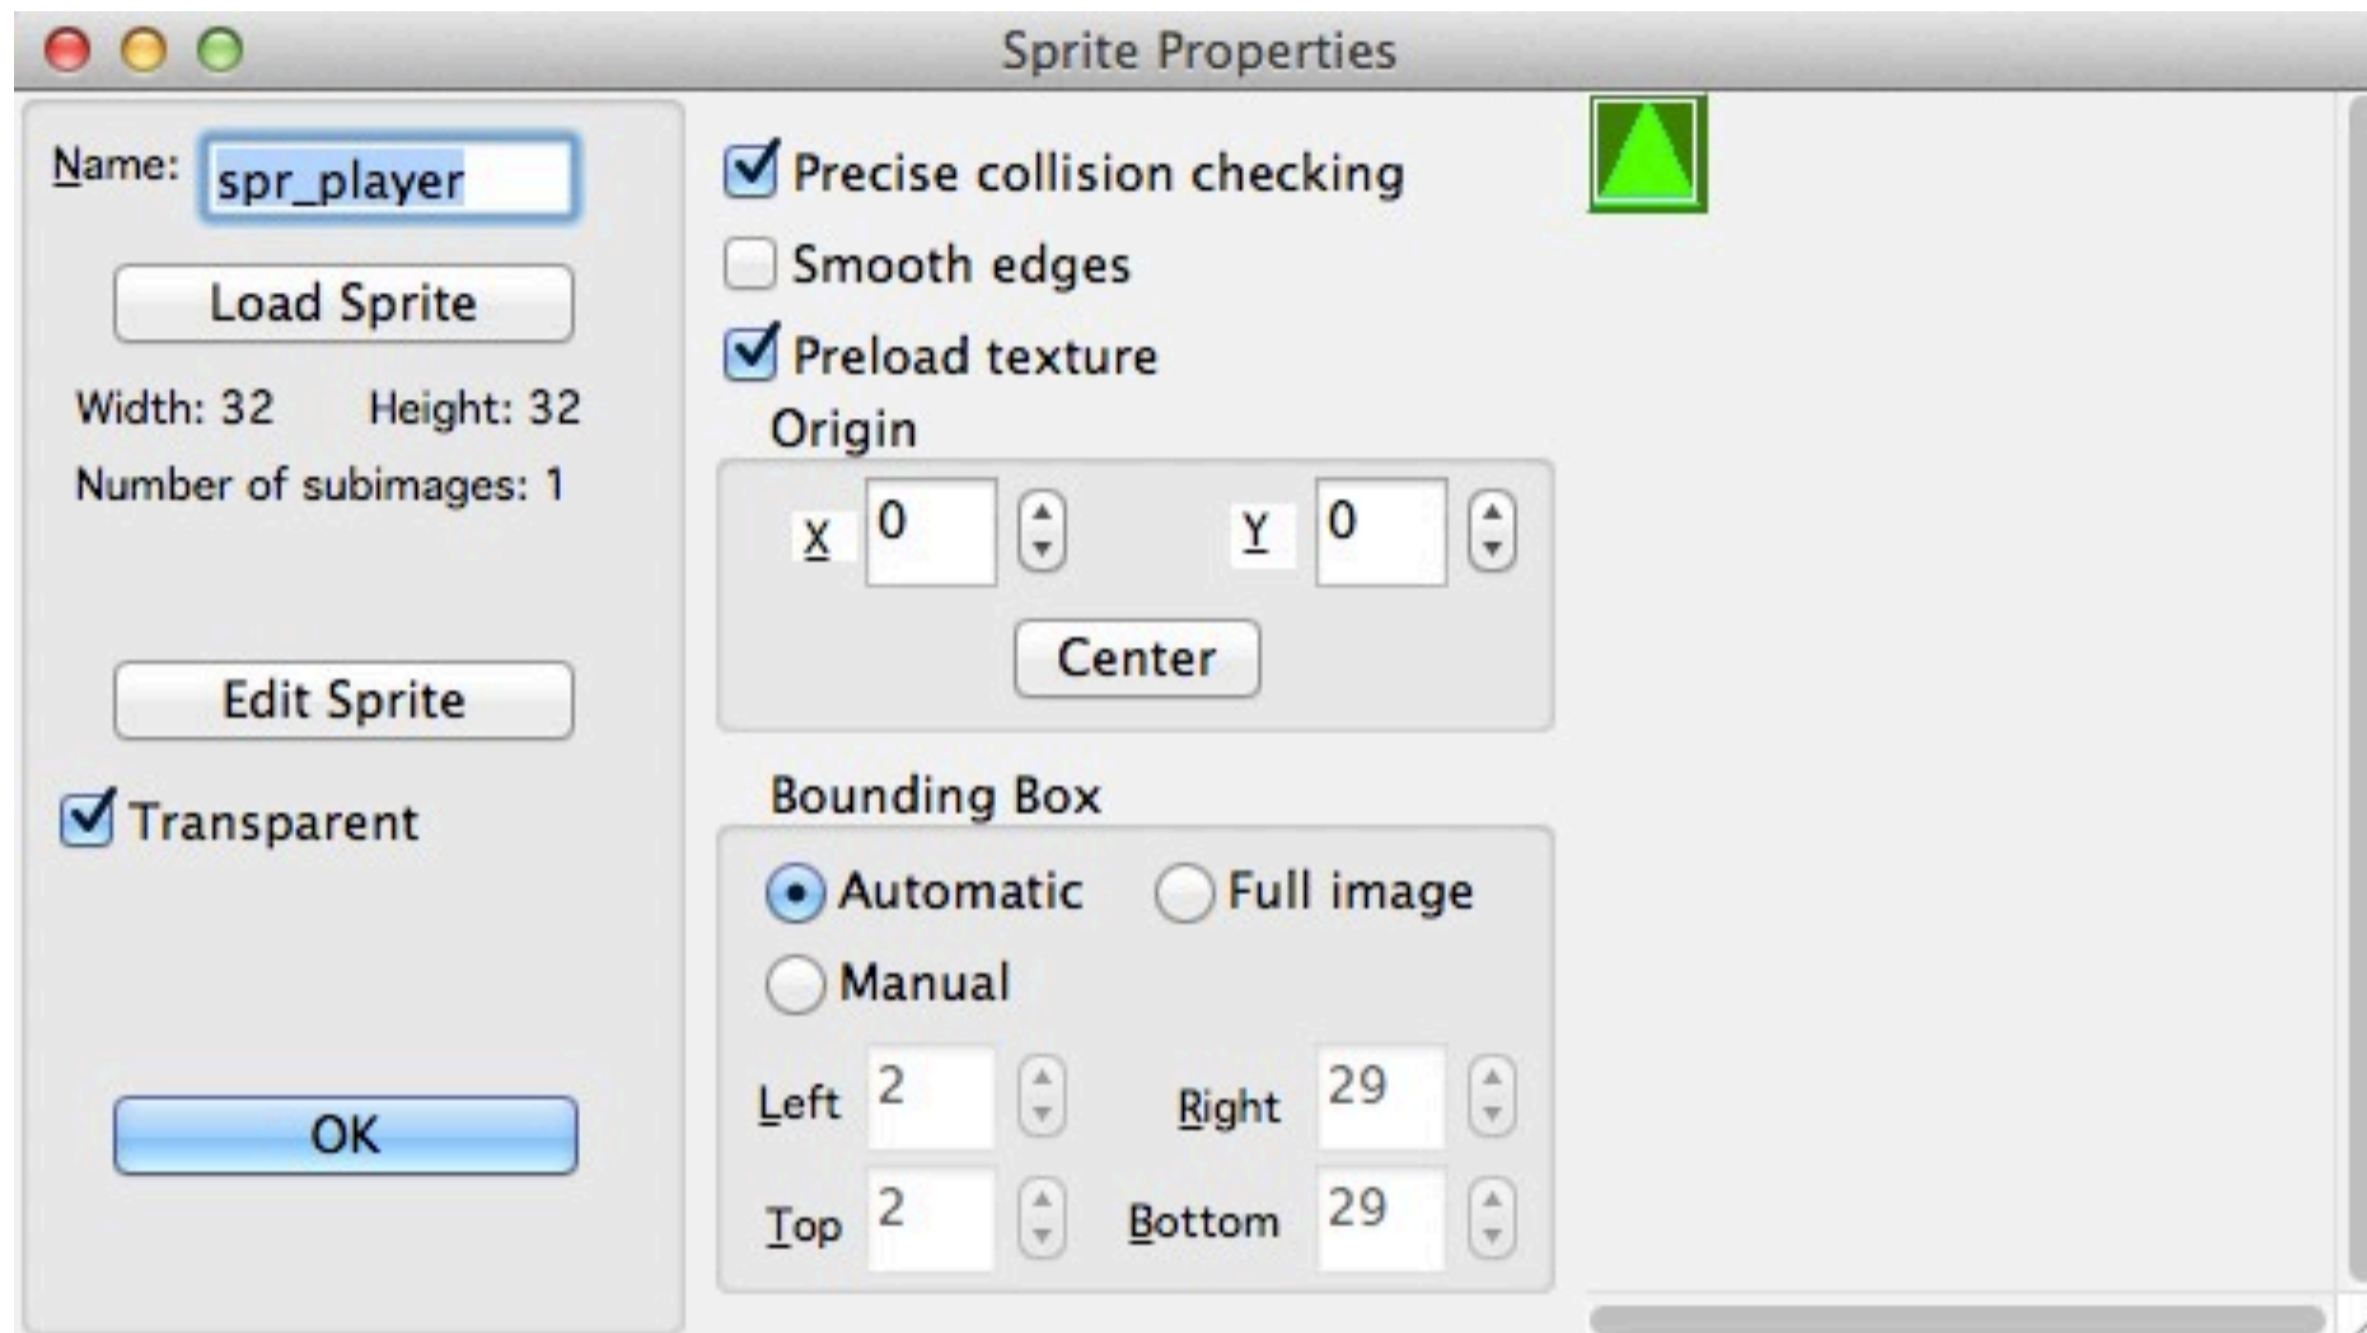 Sprite Properties
Name: spr_player
Load Sprite
Width: 32 Height: 32
Number of subimages: 1
Edit Sprite
Transparent
OK
Precise collision checking
Smooth edges
Preload texture
Origin
X 0 Y 0
Center
Bounding Box
Automatic Full image
Manual
Left 2 Right 29
Top 2 Bottom 29